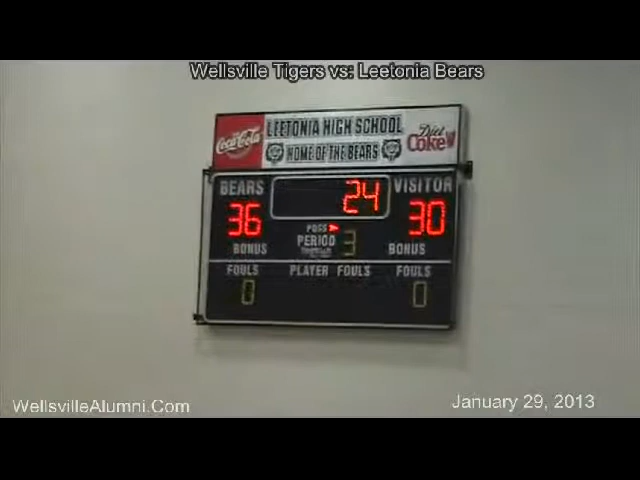 Wellsville Tigers vs: Leetonia Bears
Coca-Cola
LEETONIA HIGH SCHOOL
HOME OF THE BEARS
Diet Coke
BEARS 24 VISITOR
36 POSS 30
BONUS PERIOD 3 BONUS
FOULS PLAYER FOULS FOULS
0 0
WellsvilleAlumni.Com
January 29, 2013